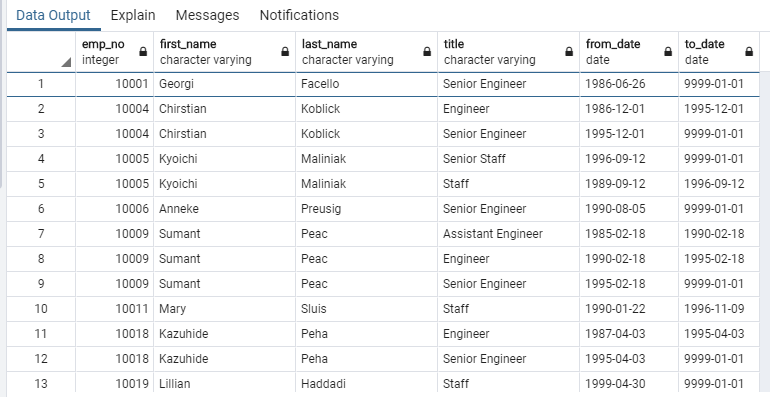 Data Output Explain Messages Notifications
emp_no first_name last_name title from_date to_date
integer character varying character varying character varying date date
1 10001 Georgi Facello Senior Engineer 1986-06-26 9999-01-01
2 10004 Chirstian Koblick Engineer 1986-12-01 1995-12-01
3 10004 Chirstian Koblick Senior Engineer 1995-12-01 9999-01-01
4 10005 Kyoichi Maliniak Senior Staff 1996-09-12 9999-01-01
5 10005 Kyoichi Maliniak Staff 1989-09-12 1996-09-12
6 10006 Anneke Preusig Senior Engineer 1990-08-05 9999-01-01
7 10009 Sumant Peac Assistant Engineer 1985-02-18 1990-02-18
8 10009 Sumant Peac Engineer 1990-02-18 1995-02-18
9 10009 Sumant Peac Senior Engineer 1995-02-18 9999-01-01
10 10011 Mary Sluis Staff 1990-01-22 1996-11-09
11 10018 Kazuhide Peha Engineer 1987-04-03 1995-04-03
12 10018 Kazuhide Peha Senior Engineer 1995-04-03 9999-01-01
13 10019 Lillian Haddadi Staff 1999-04-30 9999-01-01